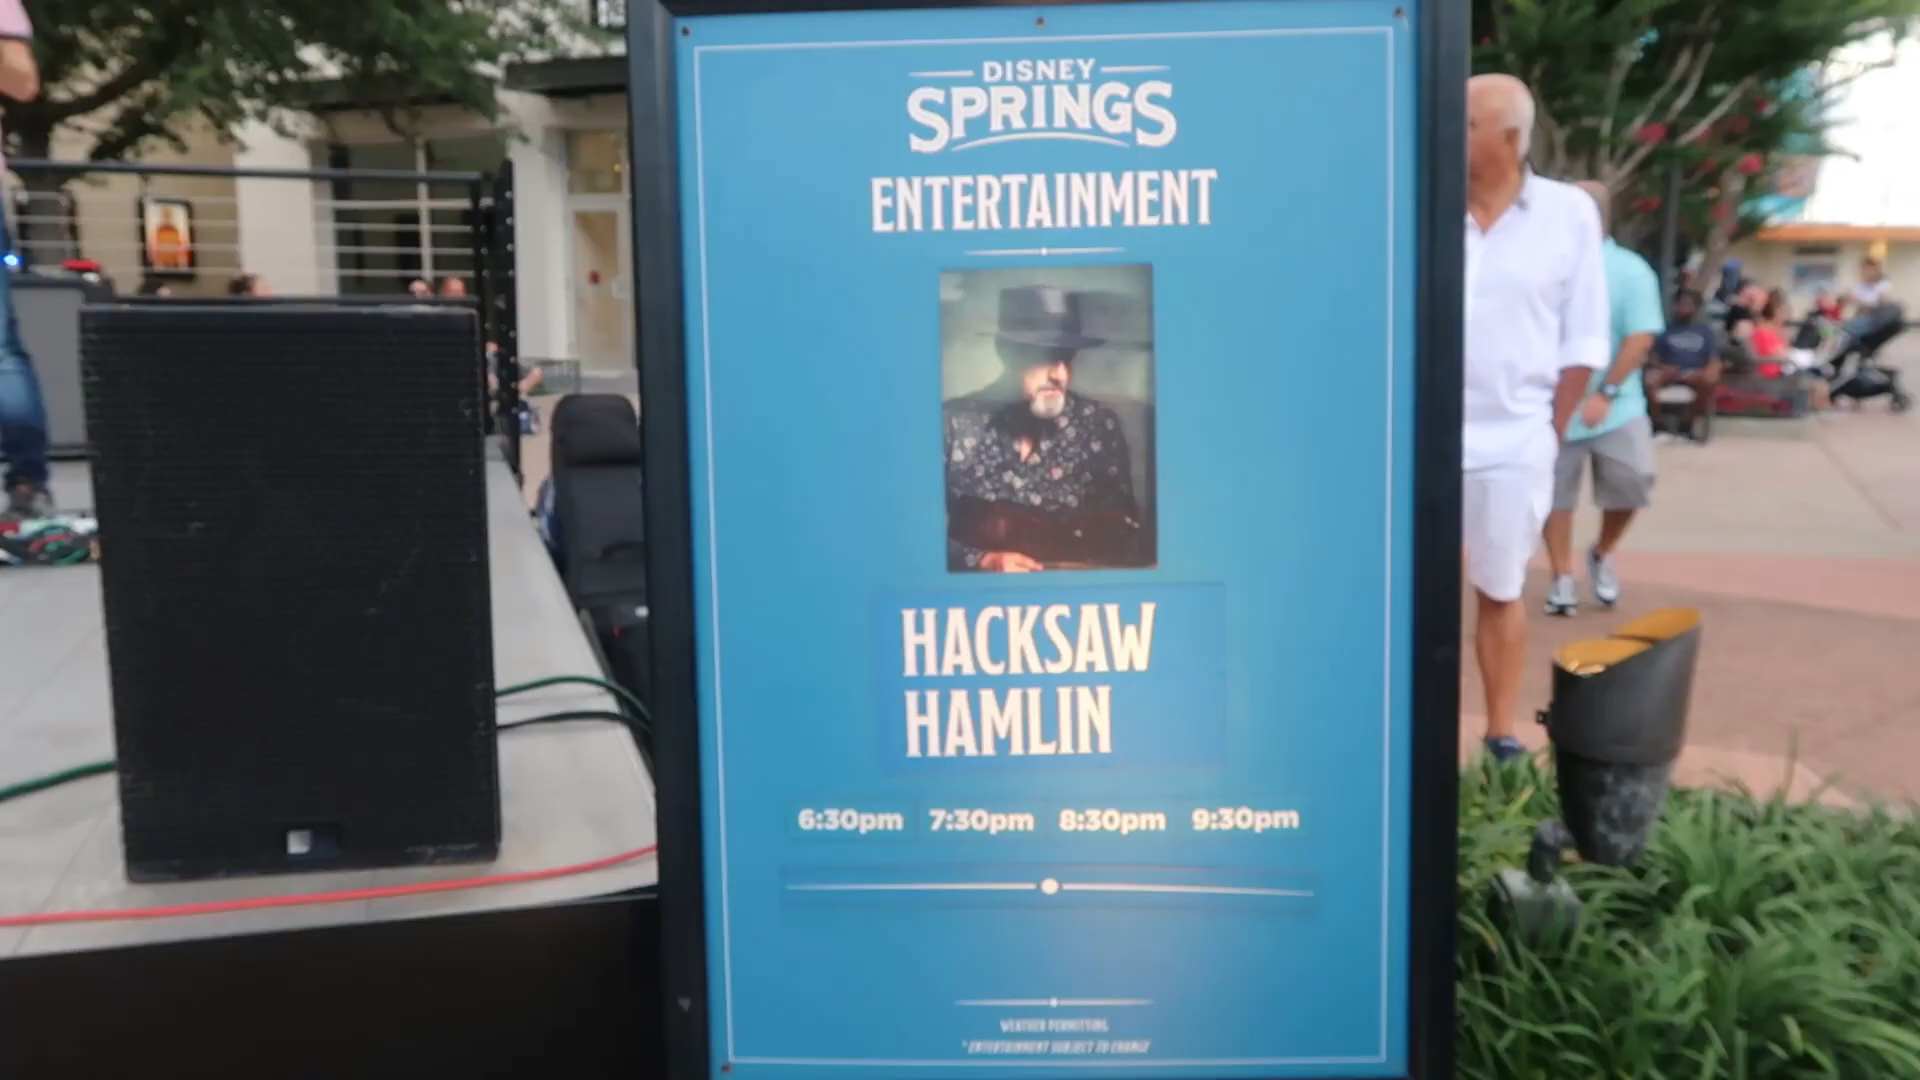 DISNEY
SPRINGS
ENTERTAINMENT
HACKSAW
HAMLIN
6:30pm 7:30pm 8:30pm 9:30pm
WEATHER PERMITTING
* ENTERTAINMENT SUBJECT TO CHANGE